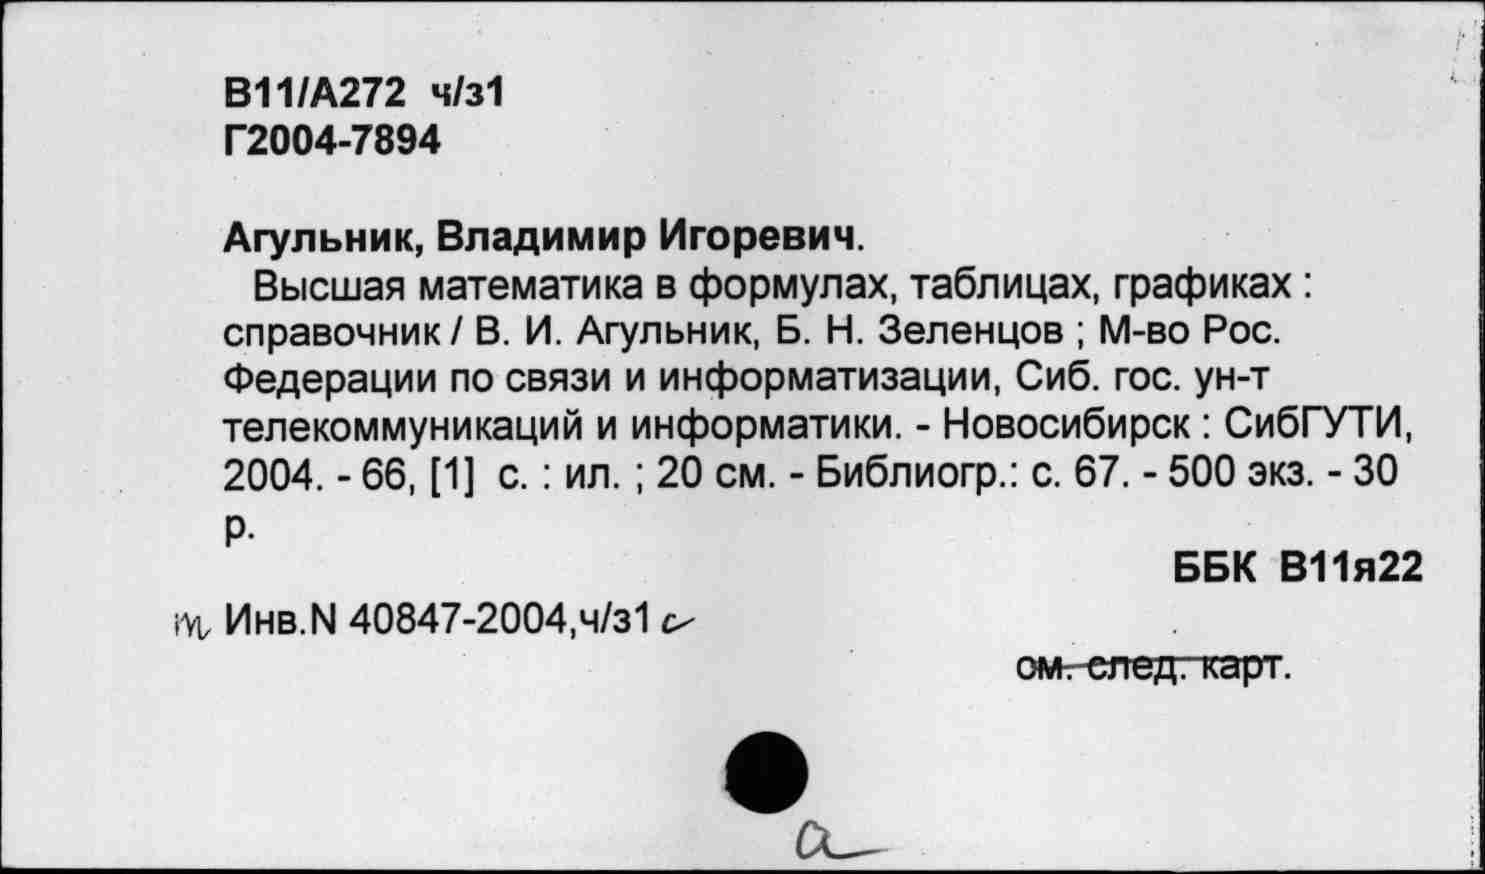 В11/А272 ч/з1
Г2004-7894
Агульник, Владимир Игоревич.
Высшая математика в формулах, таблицах, графиках :
справочник / В. И. Агульник, Б. Н. Зеленцов ; М-во Рос.
Федерации по связи и информатизации, Сиб. гос. ун-т
телекоммуникаций и информатики. - Новосибирск : СибГУТИ,
2004. - 66, [1] с. : ил. ; 20 см. - Библиогр.: с. 67. - 500 экз. - 30
р.
ББК В11я22
Инв.N 40847-2004,ч/з1
см. след. карт.
а